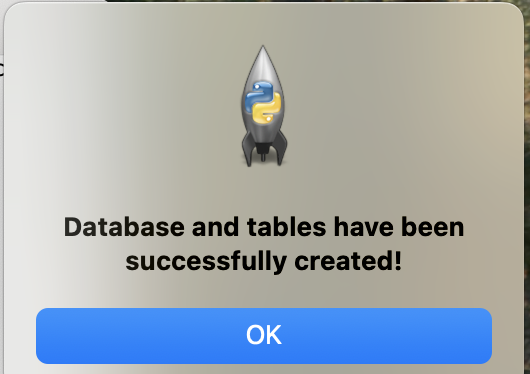 Database and tables have been
successfully created!
OK